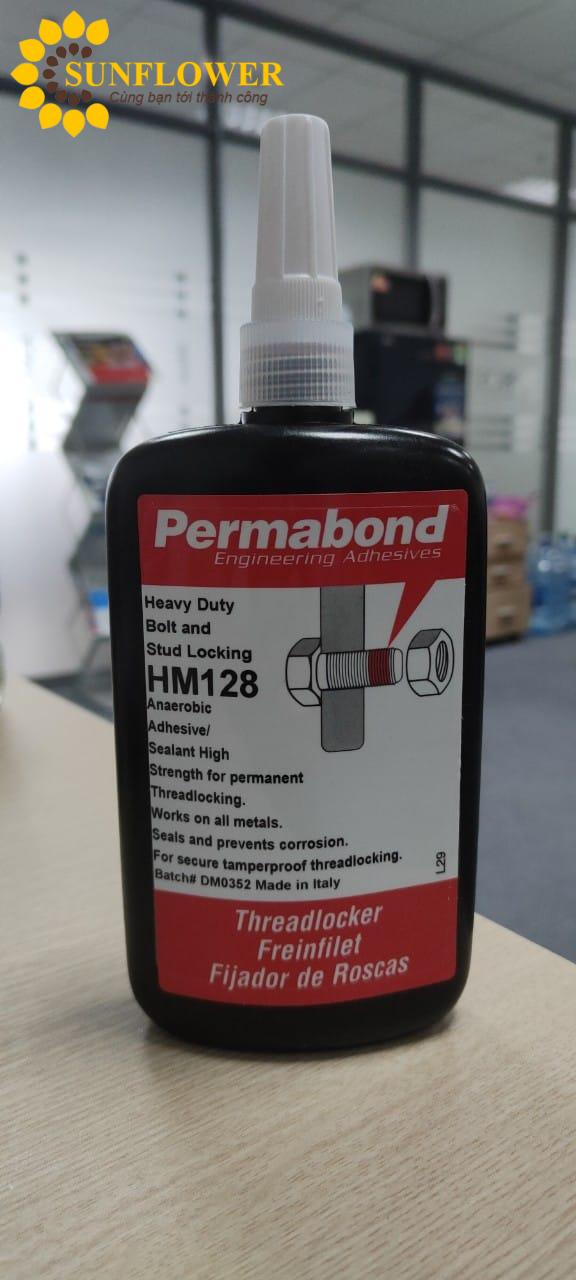 SUNFLOWER
Cùng bạn tới thành công
Permabond
Engineering Adhesives
Heavy Duty
Bolt and
Stud Locking
HM128
Anaerobic
Adhesive/
Sealant High
Strength for permanent
Threadlocking.
Works on all metals.
Seals and prevents corrosion.
For secure tamperproof threadlocking.
Batch# DM0352 Made in Italy
L29
Threadlocker
Freinfilet
Fijador de Roscas